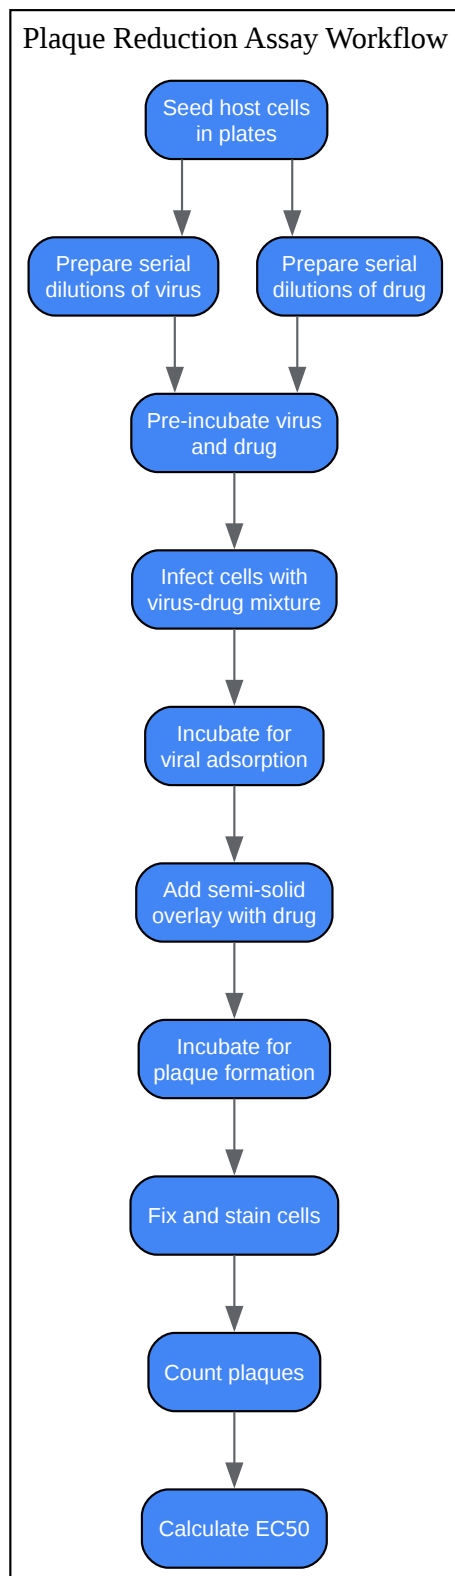 Plaque Reduction Assay Workflow
Seed host cells
in plates
Prepare serial
dilutions of virus
Prepare serial
dilutions of drug
Pre-incubate virus
and drug
Infect cells with
virus-drug mixture
Incubate for
viral adsorption
Add semi-solid
overlay with drug
Incubate for
plaque formation
Fix and stain cells
Count plaques
Calculate EC50